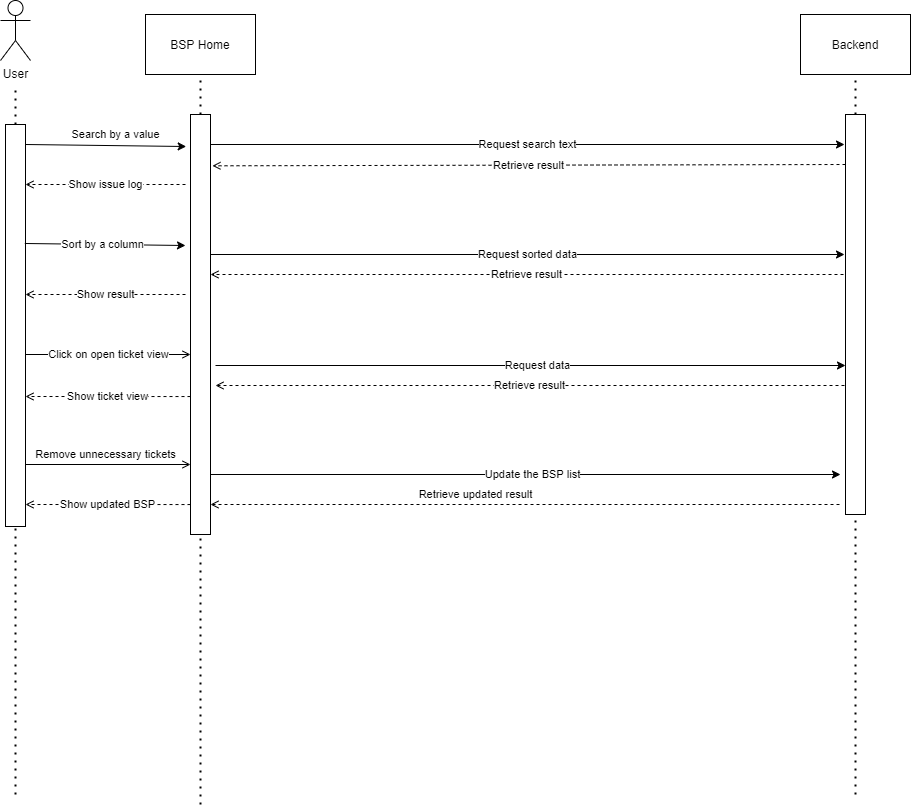 User
BSP Home
Backend
Search by a value
Request search text
Retrieve result
Show issue log
Sort by a column
Request sorted data
Retrieve result
Show result
Click on open ticket view
Request data
Retrieve result
Show ticket view
Remove unnecessary tickets
Update the BSP list
Retrieve updated result
Show updated BSP